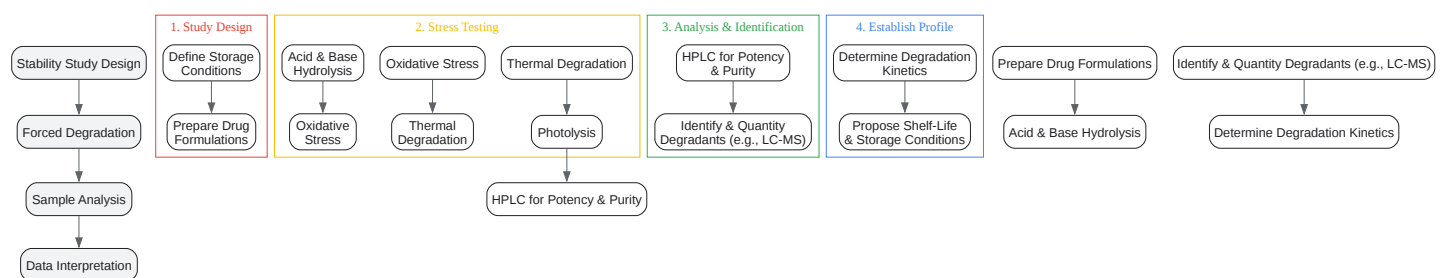 1. Study Design
2. Stress Testing
3. Analysis & Identification
4. Establish Profile
Stability Study Design
Define Storage
Conditions
Acid & Base
Hydrolysis
Oxidative Stress
Thermal Degradation
HPLC for Potency
& Purity
Determine Degradation
Kinetics
Prepare Drug Formulations
Identify & Quantity Degradants (e.g., LC-MS)
Forced Degradation
Prepare Drug
Formulations
Oxidative
Stress
Thermal
Degradation
Photolysis
Identify & Quantity
Degradants (e.g., LC-MS)
Propose Shelf-Life
& Storage Conditions
Acid & Base Hydrolysis
Determine Degradation Kinetics
Sample Analysis
HPLC for Potency & Purity
Data Interpretation